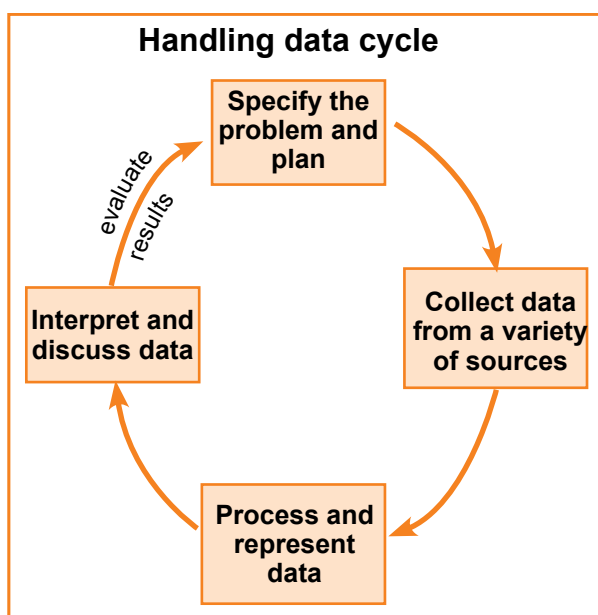 Handling data cycle
Specify the
problem and
plan
Collect data
from a variety
of sources
Process and
represent
data
Interpret and
discuss data
evaluate
results